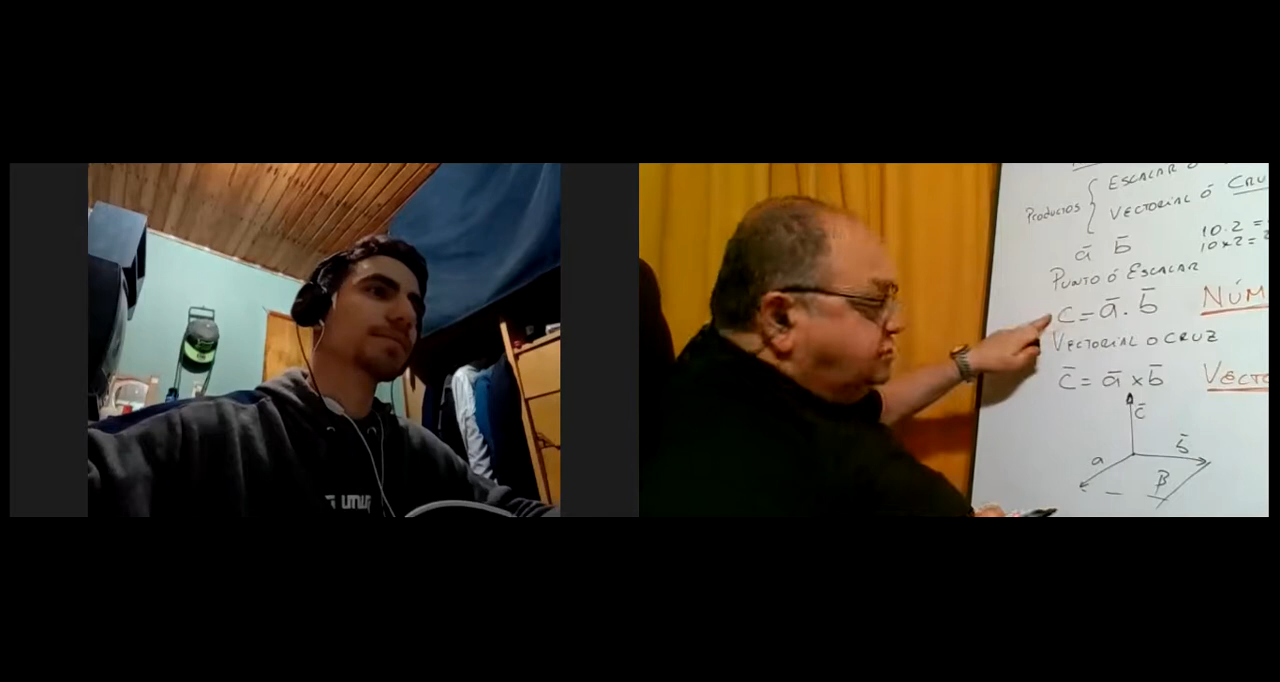 Productos { ESCALAR Ó
VECTORIAL Ó CRU
ā b̄
10.2 =
10×2=
PUNTO Ó ESCALAR
C = ā . b̄
NÚM
VECTORIAL O CRUZ
c̄ = ā × b̄
VECTO
c̄
a
b̄
β